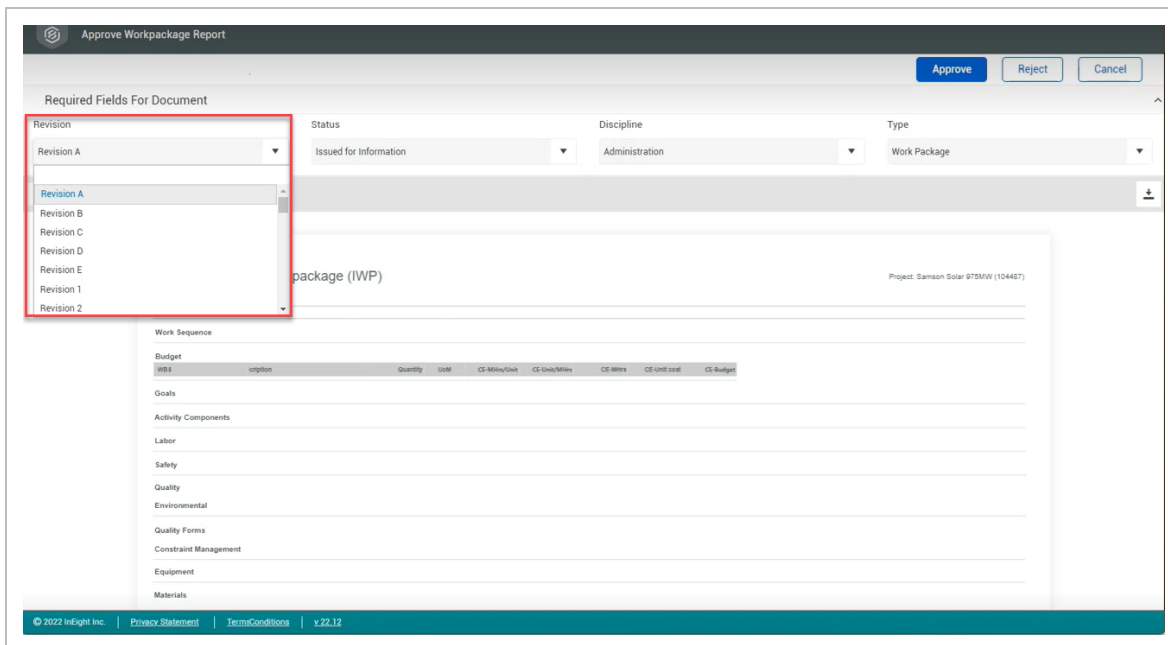 Approve Workpackage Report
Approve Reject Cancel
Required Fields For Document
Revision Status Discipline Type
Revision A Issued for Information Administration Work Package
Revision A
Revision B
Revision C
Revision D
Revision E
Revision 1
Revision 2
package (IWP)
Project: Samson Solar 975MW (104487)
Work Sequence
Budget
WBS cription Quantity UoM CE-MHrs/Unit CE-Unit/MHrs CE-MHrs CE-Unit cost CE-Budget
Goals
Activity Components
Labor
Safety
Quality
Environmental
Quality Forms
Constraint Management
Equipment
Materials
© 2022 InEight Inc. | Privacy Statement | TermsConditions | v 22.12